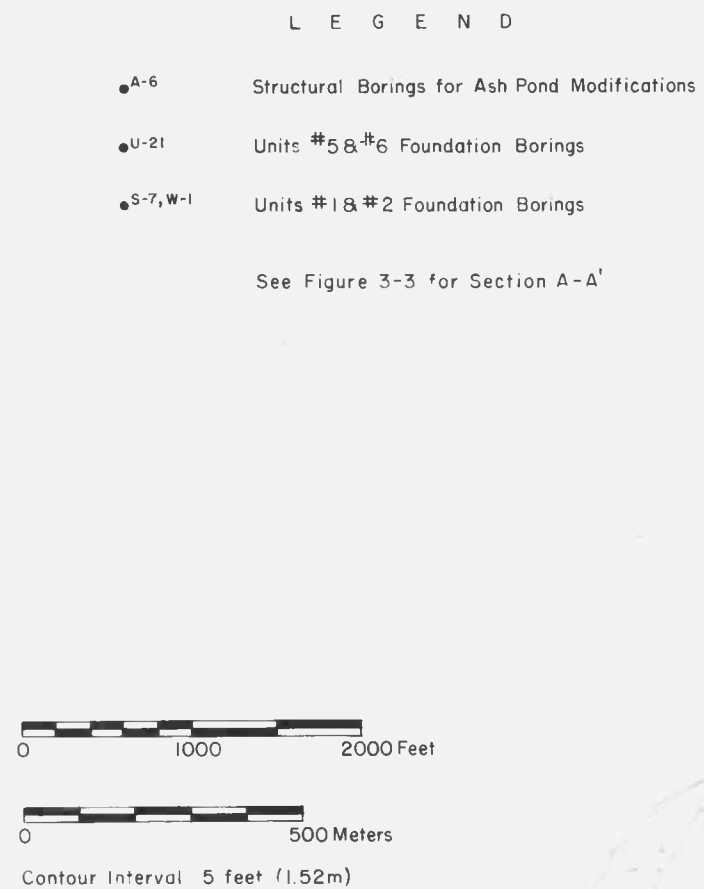 L E G E N D
A-6 Structural Borings for Ash Pond Modifications
U-21 Units #5 & #6 Foundation Borings
S-7, W-1 Units #1 & #2 Foundation Borings
See Figure 3-3 for Section A-A'
0 1000 2000 Feet
0 500 Meters
Contour Interval 5 feet (1.52m)